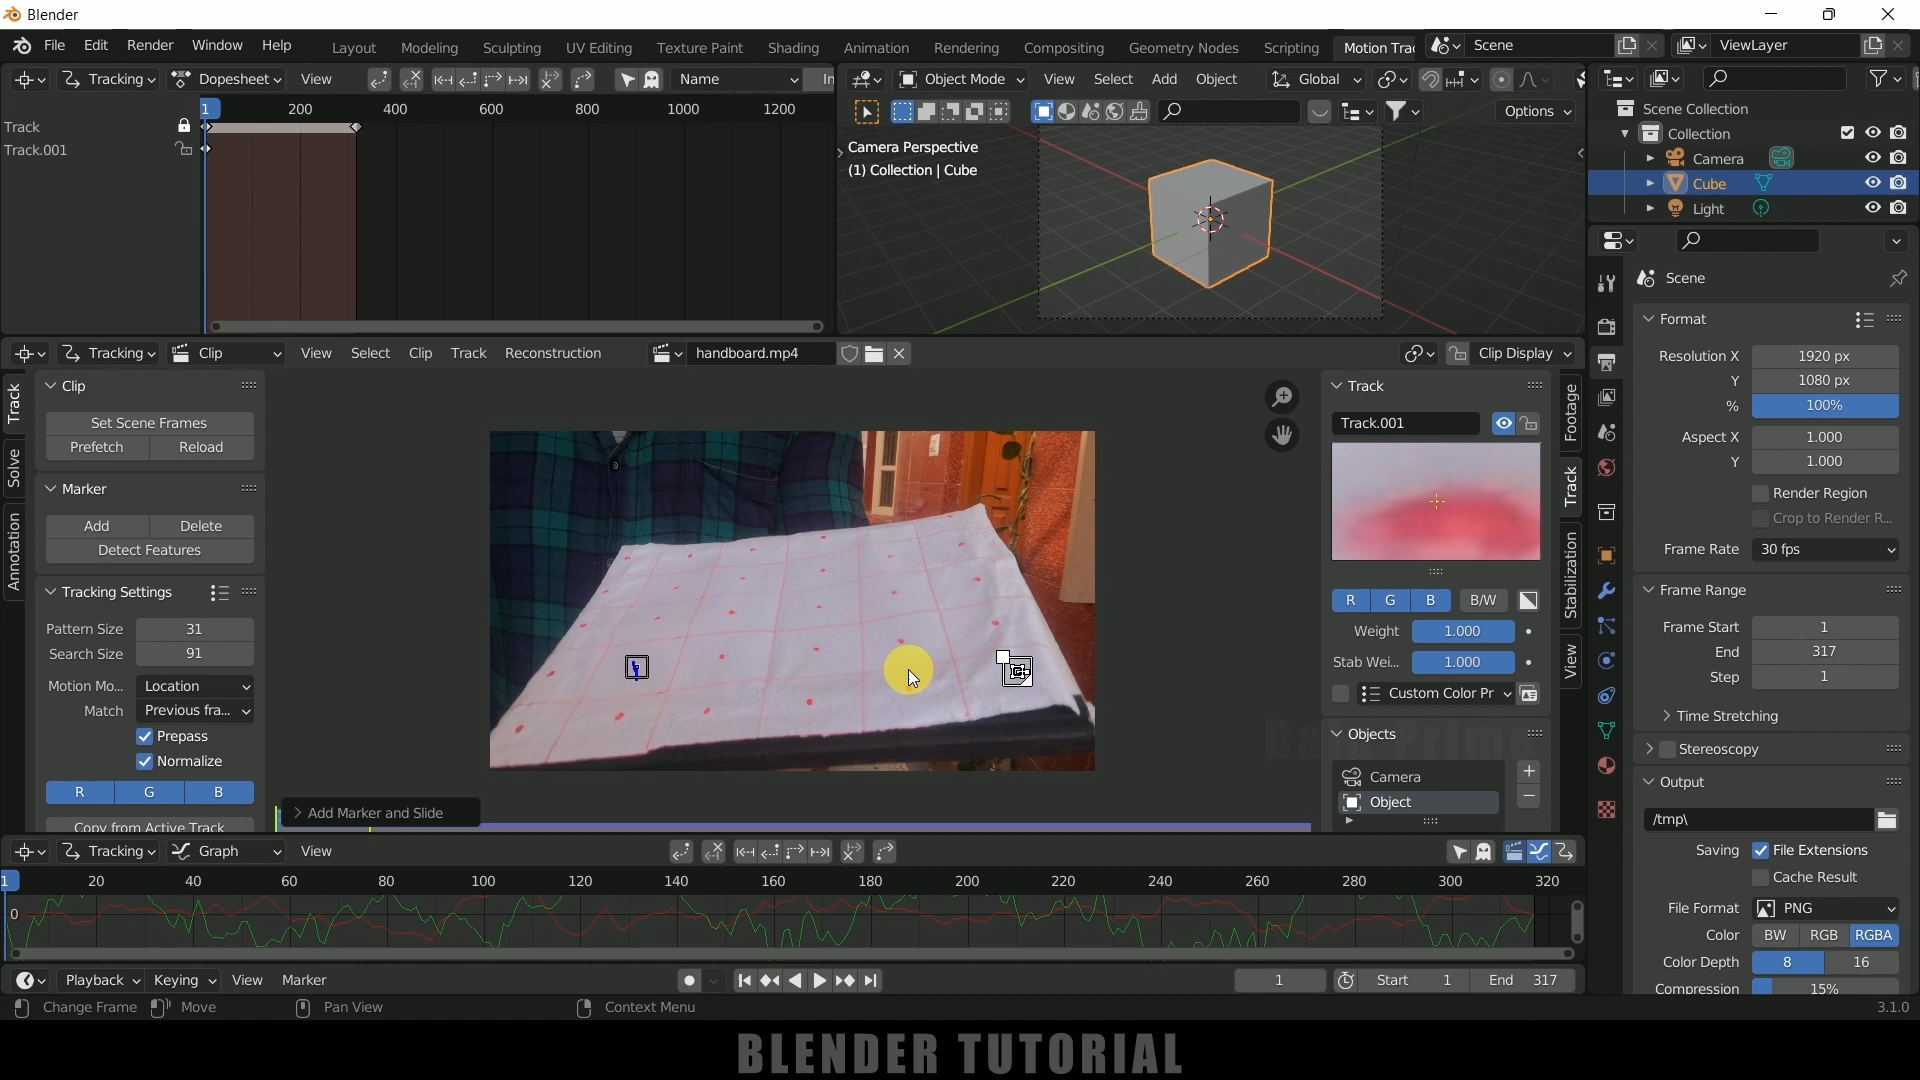 Blender
File Edit Render Window Help
Layout Modeling Sculpting UV Editing Texture Paint Shading Animation Rendering Compositing Geometry Nodes Scripting Motion Trac
Scene ViewLayer
Tracking Dopesheet View Name In
1 200 400 600 800 1000 1200
Track
Track.001
Object Mode View Select Add Object Global
Options
Camera Perspective
(1) Collection | Cube
Scene Collection
Collection
Camera
Cube
Light
Tracking Clip View Select Clip Track Reconstruction handboard.mp4 Clip Display
Track
Solve
Annotation
Clip
Set Scene Frames
Prefetch Reload
Marker
Add Delete
Detect Features
Tracking Settings
Pattern Size 31
Search Size 91
Motion Mo... Location
Match Previous fra...
Prepass
Normalize
R G B
Copy from Active Track
Add Marker and Slide
Track
Track.001
R G B B/W
Weight 1.000
Stab Wei... 1.000
Custom Color Pr
Objects
Camera
Object
Footage
Track
Stabilization
View
Scene
Format
Resolution X 1920 px
Y 1080 px
% 100%
Aspect X 1.000
Y 1.000
Render Region
Crop to Render R...
Frame Rate 30 fps
Frame Range
Frame Start 1
End 317
Step 1
Time Stretching
Stereoscopy
Output
/tmp\
Saving File Extensions
Cache Result
File Format PNG
Color BW RGB RGBA
Color Depth 8 16
Compression 15%
Tracking Graph View
1 20 40 60 80 100 120 140 160 180 200 220 240 260 280 300 320
0
Playback Keying View Marker
1 Start 1 End 317
Change Frame Move Pan View Context Menu
3.1.0
BLENDER TUTORIAL